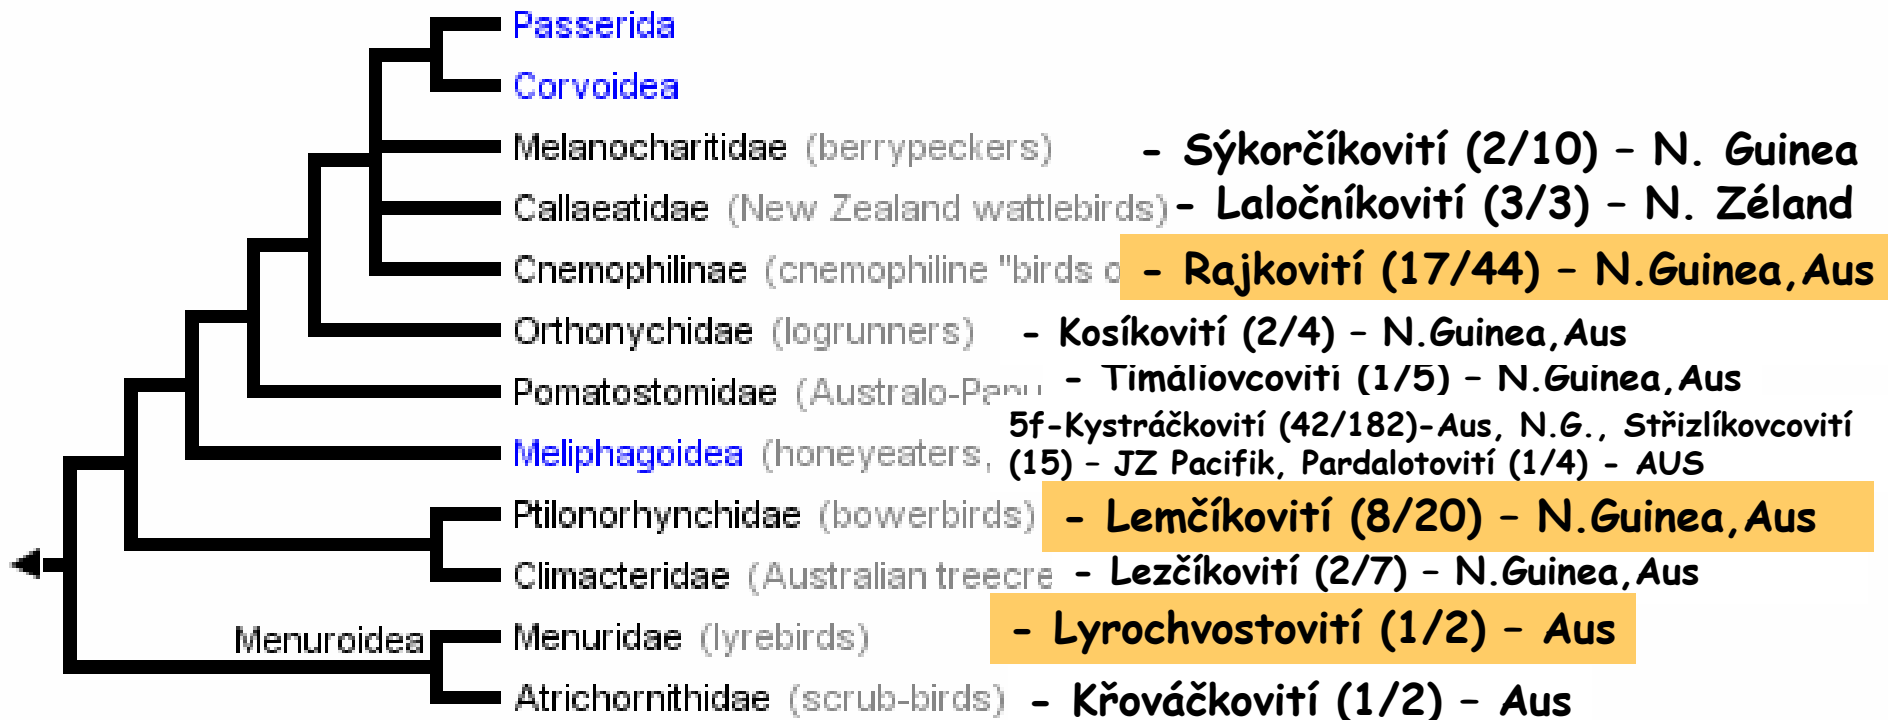 Passerida
Corvoidea
Melanocharitidae (berrypeckers) - Sýkorčíkovití (2/10) – N. Guinea
Callaeatidae (New Zealand wattlebirds) - Laločníkovití (3/3) – N. Zéland
Cnemophilinae (cnemophiline "birds - Rajkovití (17/44) – N.Guinea,Aus
Orthonychidae (logrunners) - Kosíkovití (2/4) – N.Guinea,Aus
Pomatostomidae (Australo-Papu - Timáliovcovití (1/5) – N.Guinea,Aus
5f-Kystráčkovití (42/182)-Aus, N.G., Střizlíkovcovití
Meliphagoidea (honeyeaters, (15) – JZ Pacifik, Pardalotovití (1/4) - AUS
Ptilonorhynchidae (bowerbirds) - Lemčíkovití (8/20) – N.Guinea,Aus
Climacteridae (Australian treecre - Lezčíkovití (2/7) – N.Guinea,Aus
Menuroidea Menuridae (lyrebirds) - Lyrochvostovití (1/2) – Aus
Atrichornithidae (scrub-birds) - Křováčkovití (1/2) – Aus